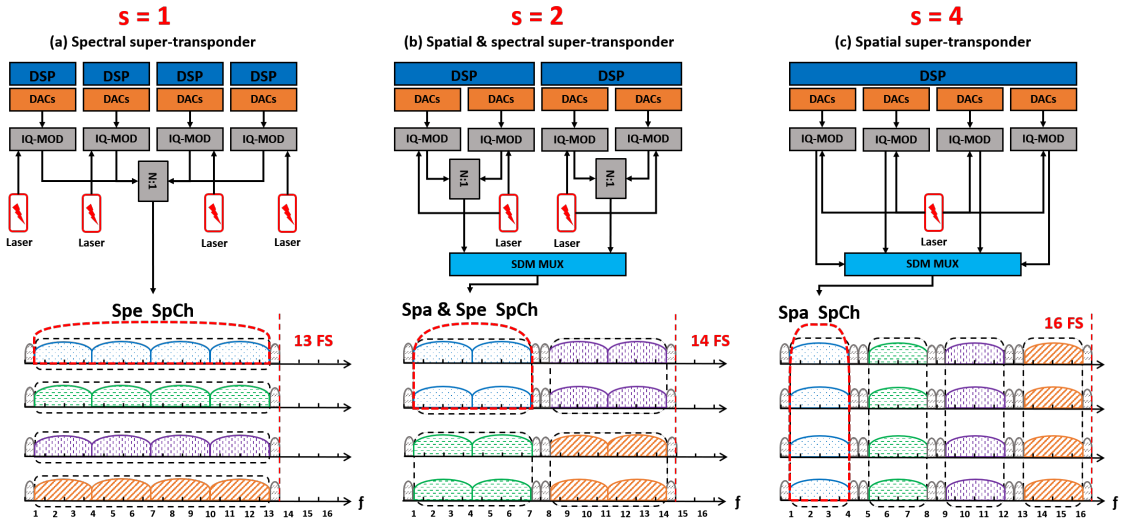 s = 1
s = 2
s = 4
(a) Spectral super-transponder
(b) Spatial & spectral super-transponder
(c) Spatial super-transponder
DSP DSP DSP DSP
DACs DACs DACs DACs
IQ-MOD IQ-MOD IQ-MOD IQ-MOD
N:1
Laser Laser Laser Laser
DSP DSP
DACs DACs DACs DACs
IQ-MOD IQ-MOD IQ-MOD IQ-MOD
N:1 N:1
Laser Laser
SDM MUX
DSP
DACs DACs DACs DACs
IQ-MOD IQ-MOD IQ-MOD IQ-MOD
Laser
SDM MUX
Spe SpCh
13 FS
1 2 3 4 5 6 7 8 9 10 11 12 13 14 15 16
f
Spa & Spe SpCh
14 FS
1 2 3 4 5 6 7 8 9 10 11 12 13 14 15 16
f
Spa SpCh
16 FS
1 2 3 4 5 6 7 8 9 10 11 12 13 14 15 16
f